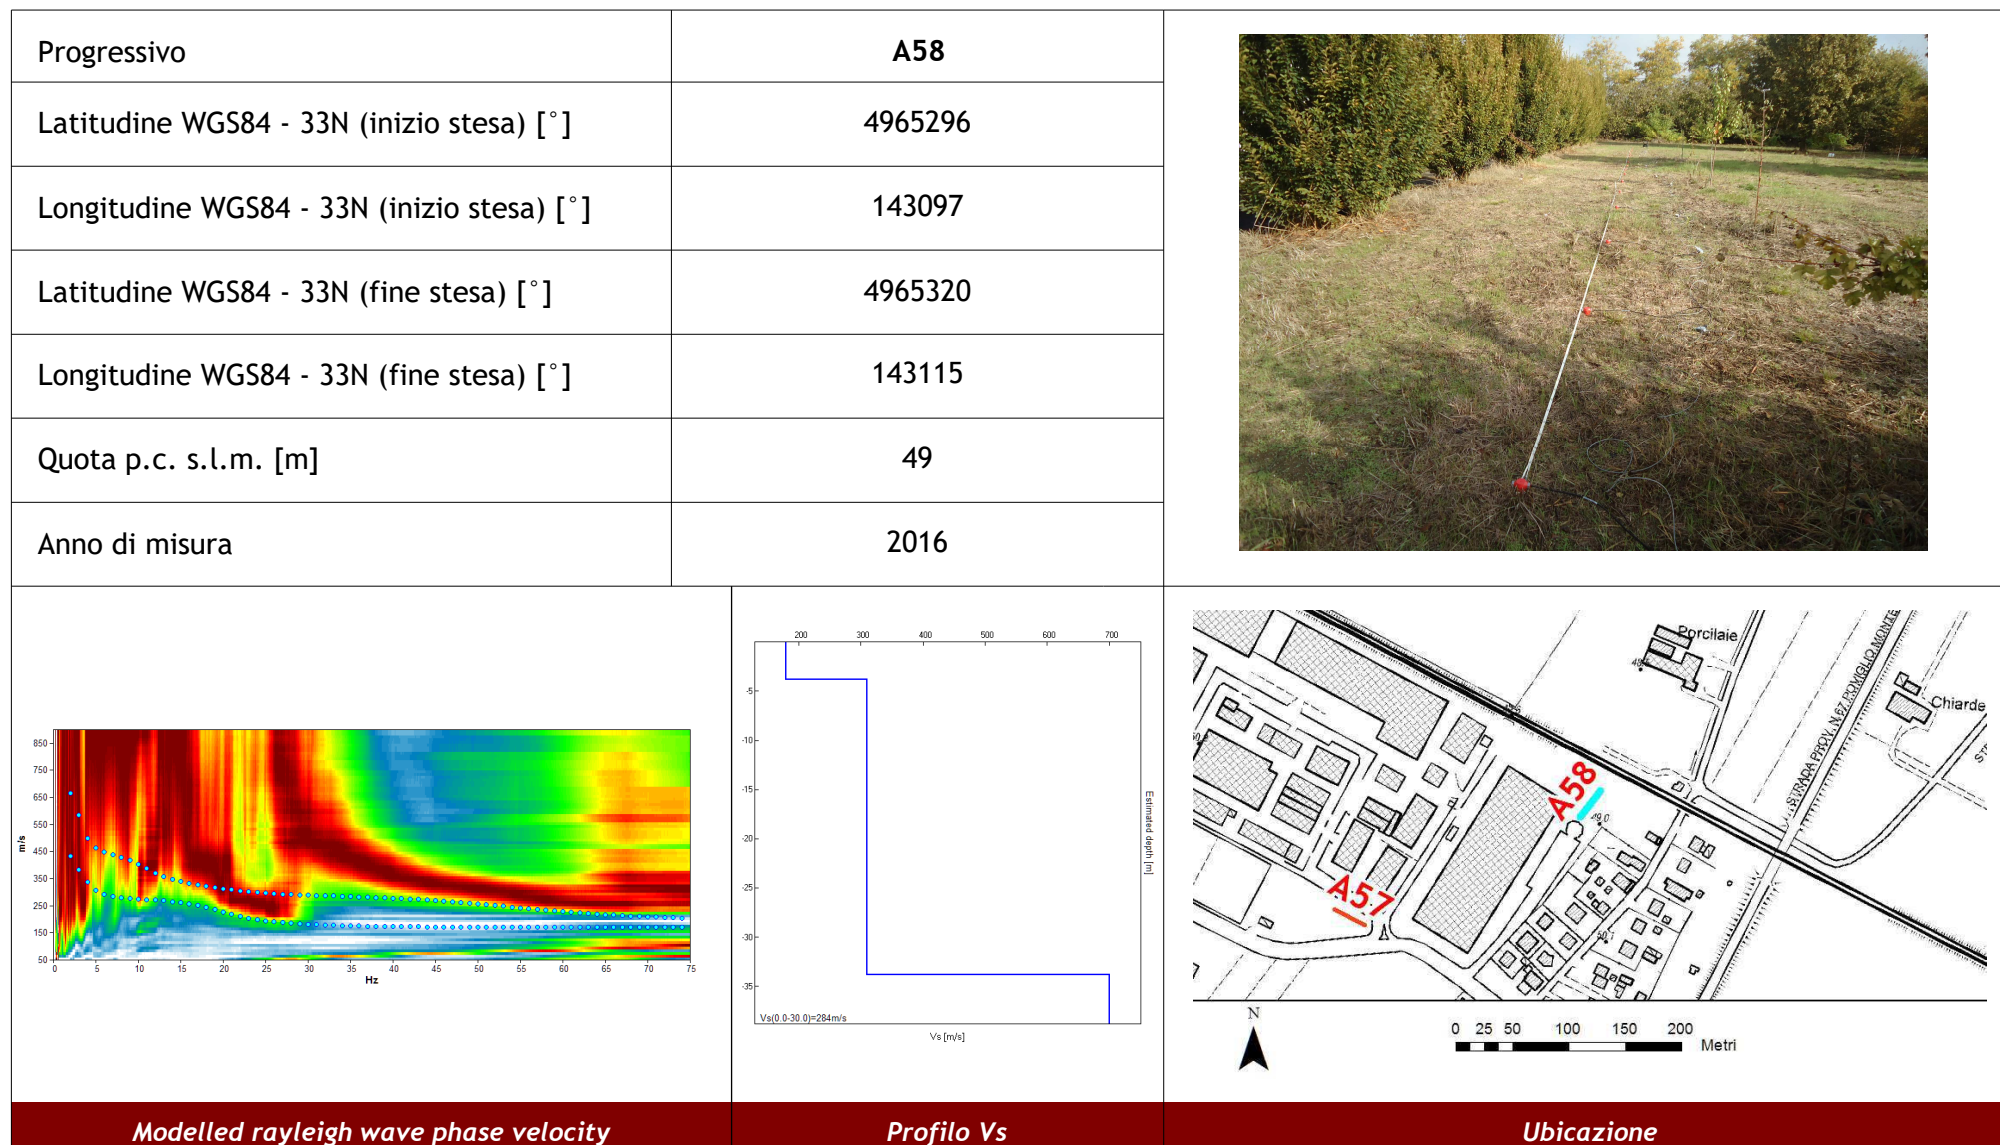 Progressivo
A58
Latitudine WGS84 - 33N (inizio stesa) [°]
4965296
Longitudine WGS84 - 33N (inizio stesa) [°]
143097
Latitudine WGS84 - 33N (fine stesa) [°]
4965320
Longitudine WGS84 - 33N (fine stesa) [°]
143115
Quota p.c. s.l.m. [m]
49
Anno di misura
2016
850
750
650
550
450
350
250
150
50
m/s
0 5 10 15 20 25 30 35 40 45 50 55 60 65 70 75
Hz
200 300 400 500 600 700
-5
-10
-15
-20
-25
-30
-35
Estimated depth [m]
Vs(0.0-30.0)=284m/s
Vs [m/s]
Porcilaie
Chiarde
STRADA PROV. N.67 POVIGLIO MONTE
A58
49.0
A57
50.1
N
0 25 50 100 150 200
Metri
Modelled rayleigh wave phase velocity
Profilo Vs
Ubicazione